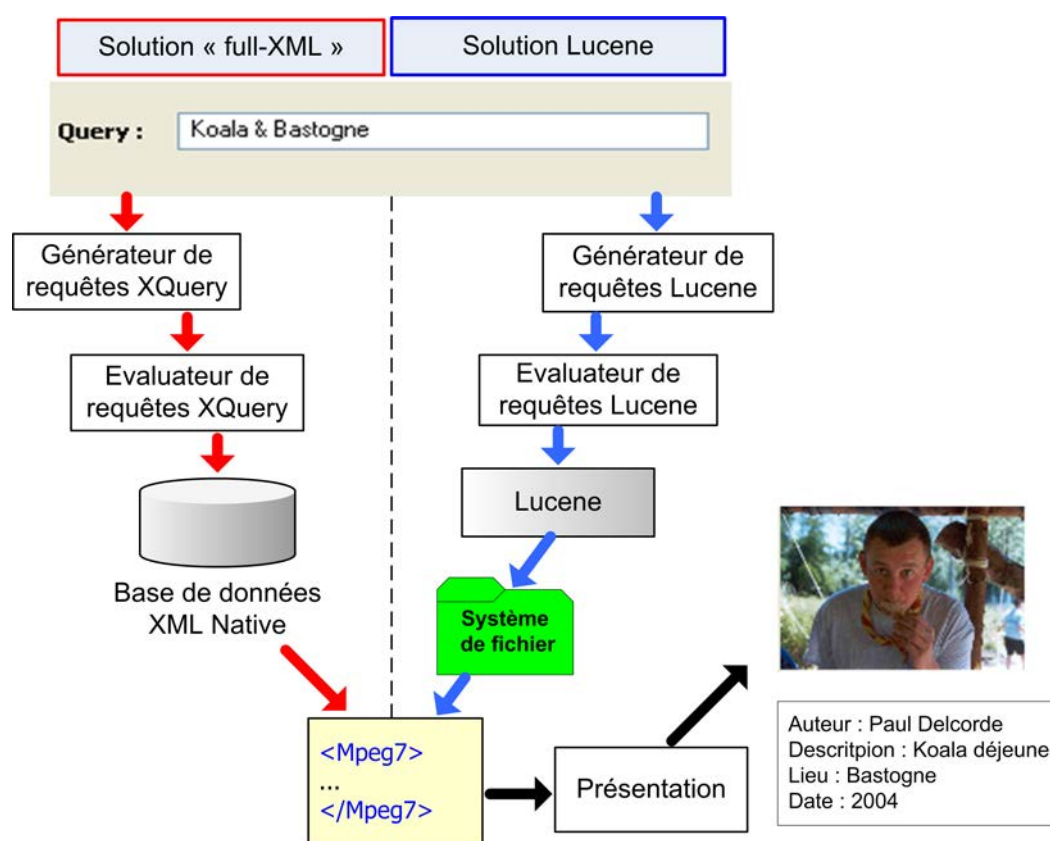 Solution « full-XML »
Solution Lucene
Query :
Koala & Bastogne
Générateur de
requêtes XQuery
Générateur de
requêtes Lucene
Evaluateur de
requêtes XQuery
Evaluateur de
requêtes Lucene
Lucene
Base de données
XML Native
Système
de fichier
<Mpeg7>
...
</Mpeg7>
Présentation
Auteur : Paul Delcorde
Descritpion : Koala déjeune
Lieu : Bastogne
Date : 2004